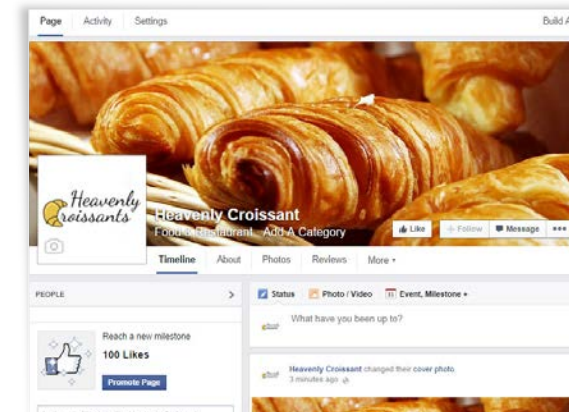 Page Activity Settings Build A
Heavenly
roissants
Heavenly Croissant
Food & Restaurant Add A Category
Like Follow Message
Timeline About Photos Reviews More
PEOPLE
Status Photo / Video Event, Milestone +
What have you been up to?
Reach a new milestone
100 Likes
Promote Page
Heavenly Croissant changed their cover photo.
3 minutes ago